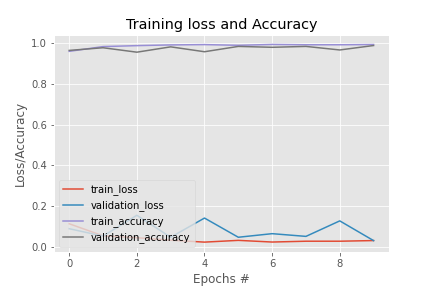 Training loss and Accuracy
Loss/Accuracy
1.0
0.8
0.6
0.4
0.2
0.0
train_loss
validation_loss
train_accuracy
validation_accuracy
0 2 4 6 8
Epochs #